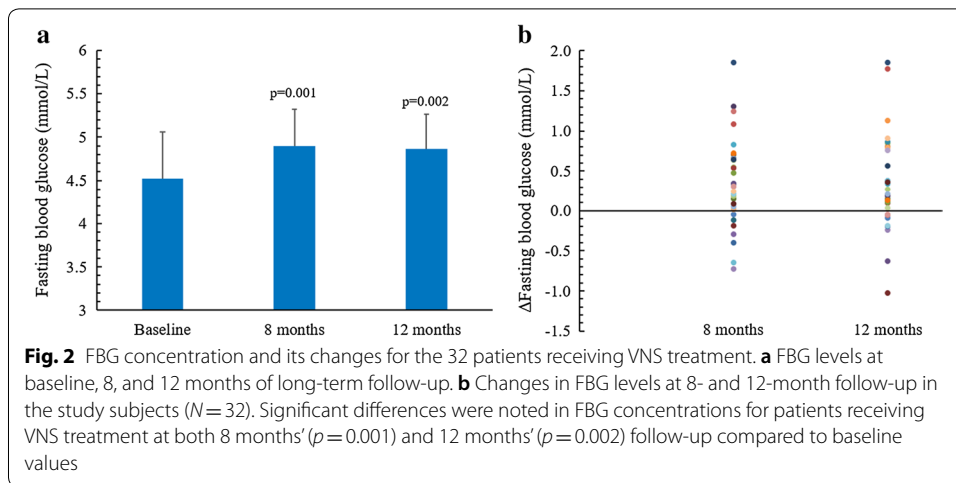 a
Fasting blood glucose (mmol/L)
6
5.5
5
4.5
4
3.5
3
p=0.001
p=0.002
Baseline
8 months
12 months
b
ΔFasting blood glucose (mmol/L)
2.0
1.5
1.0
0.5
0.0
-0.5
-1.0
-1.5
8 months
12 months
Fig. 2 FBG concentration and its changes for the 32 patients receiving VNS treatment. a FBG levels at
baseline, 8, and 12 months of long-term follow-up. b Changes in FBG levels at 8- and 12-month follow-up in
the study subjects (N = 32). Significant differences were noted in FBG concentrations for patients receiving
VNS treatment at both 8 months’ (p = 0.001) and 12 months’ (p = 0.002) follow-up compared to baseline
values